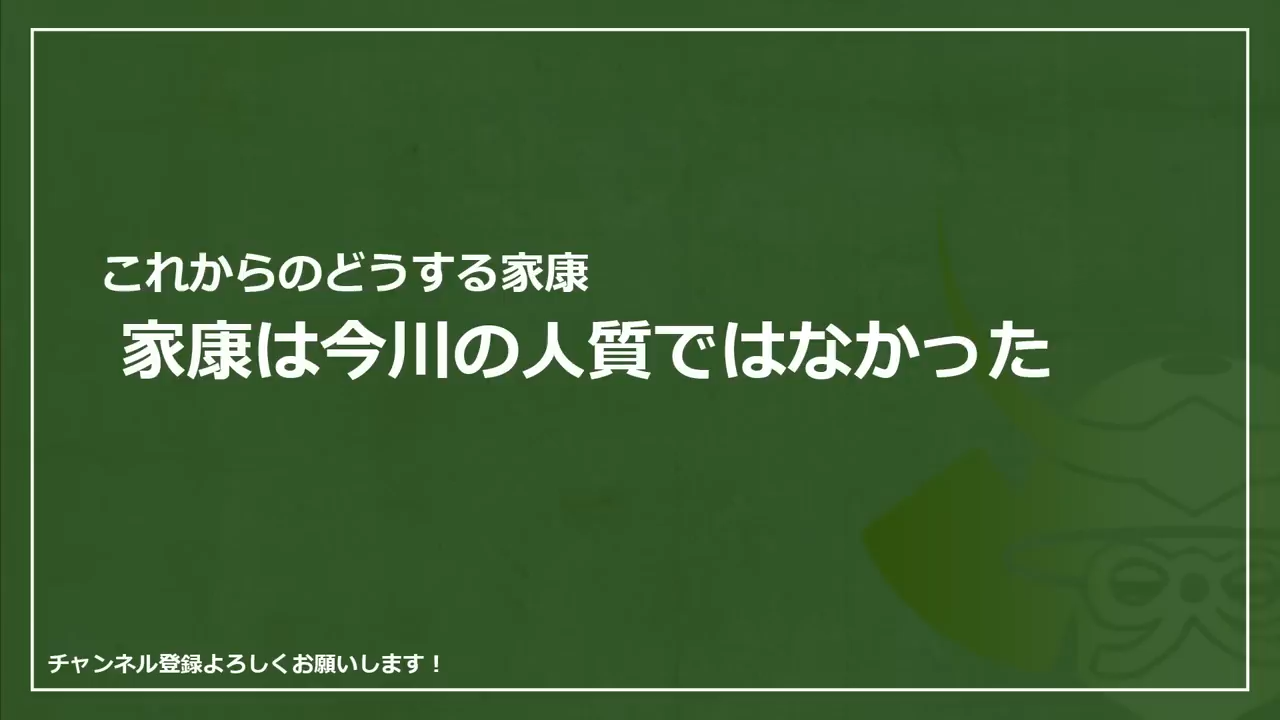 これからのどうする家康
家康は今川の人質ではなかった
チャンネル登録よろしくお願いします！